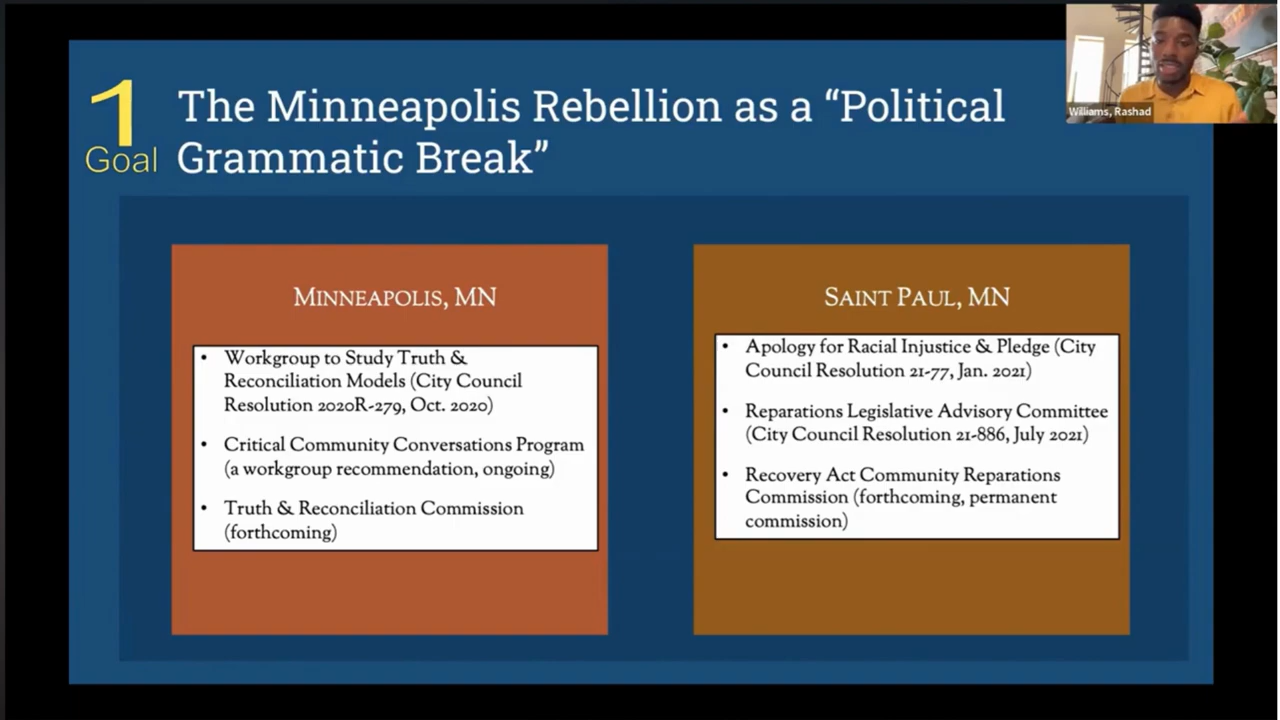 1
Goal
The Minneapolis Rebellion as a “Political
Grammatic Break”
Williams, Rashad
MINNEAPOLIS, MN
• Workgroup to Study Truth &
Reconciliation Models (City Council
Resolution 2020R-279, Oct. 2020)
• Critical Community Conversations Program
(a workgroup recommendation, ongoing)
• Truth & Reconciliation Commission
(forthcoming)
SAINT PAUL, MN
• Apology for Racial Injustice & Pledge (City
Council Resolution 21-77, Jan. 2021)
• Reparations Legislative Advisory Committee
(City Council Resolution 21-886, July 2021)
• Recovery Act Community Reparations
Commission (forthcoming, permanent
commission)